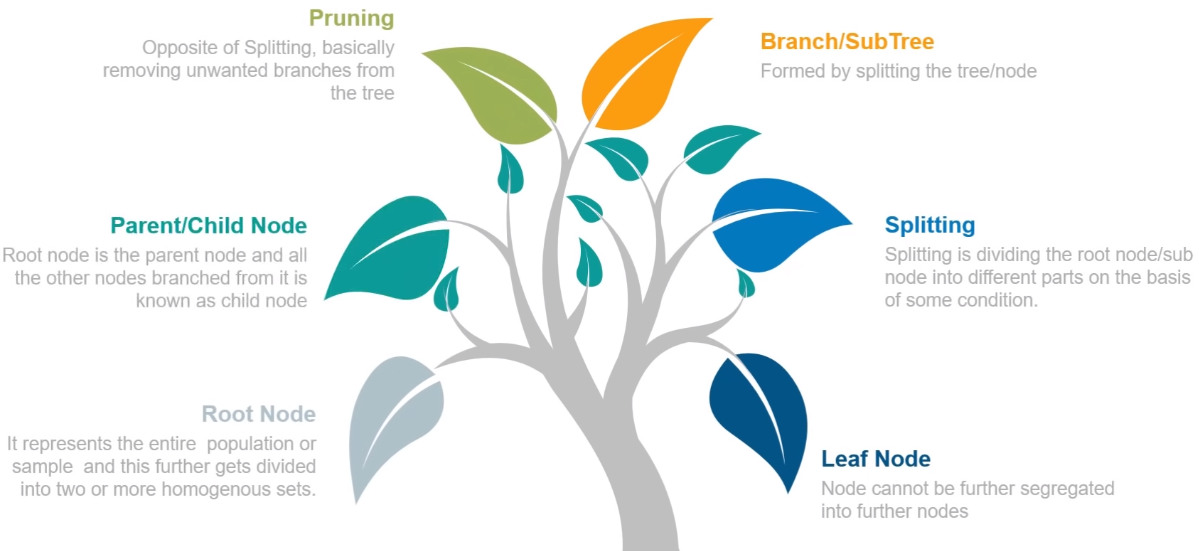 Pruning
Opposite of Splitting, basically
removing unwanted branches from
the tree
Branch/SubTree
Formed by splitting the tree/node
Parent/Child Node
Root node is the parent node and all
the other nodes branched from it is
known as child node
Splitting
Splitting is dividing the root node/sub
node into different parts on the basis
of some condition.
Root Node
It represents the entire population or
sample and this further gets divided
into two or more homogenous sets.
Leaf Node
Node cannot be further segregated
into further nodes